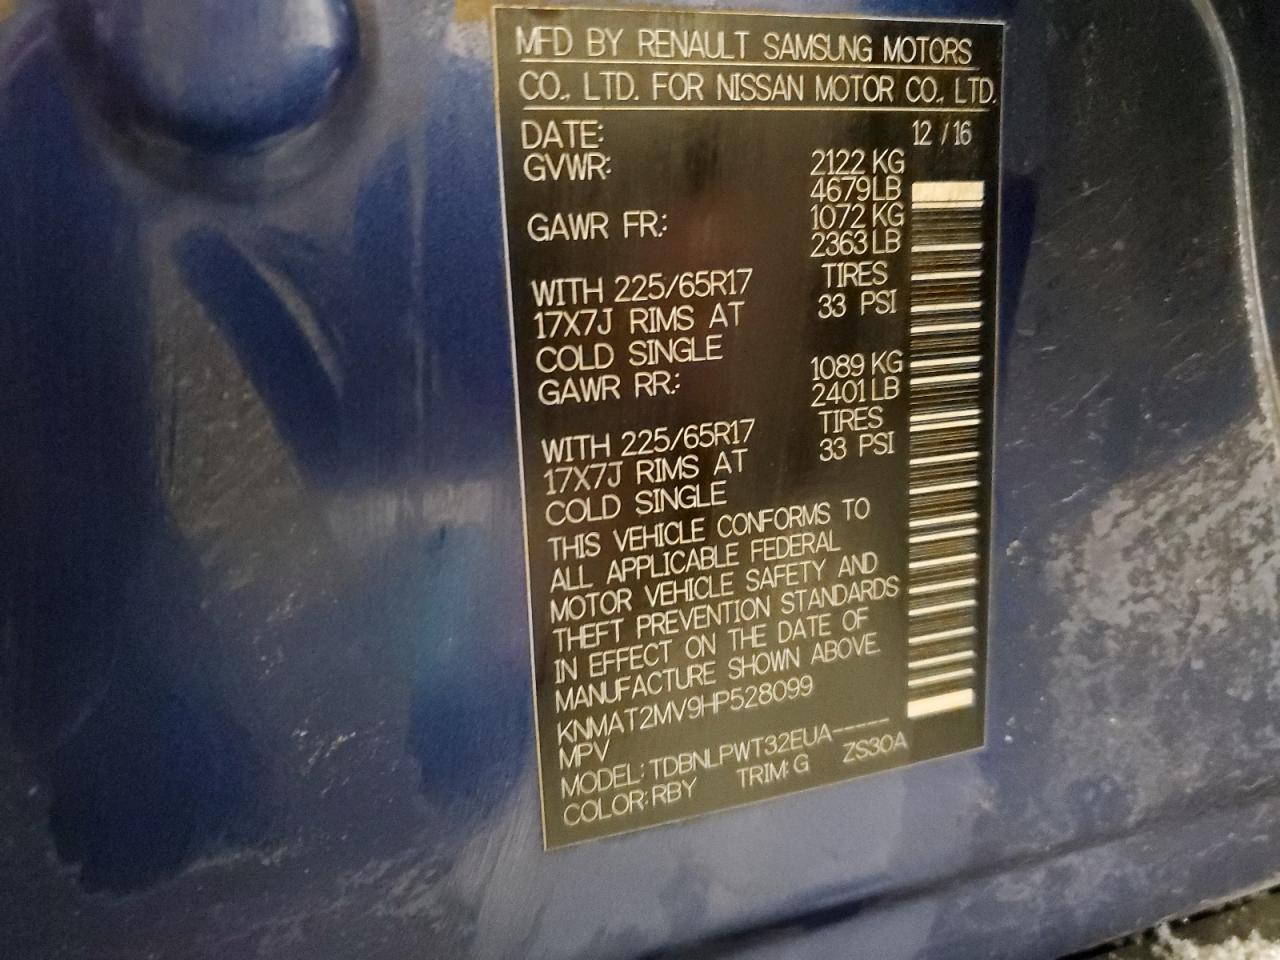 MFD BY RENAULT SAMSUNG MOTORS
CO., LTD. FOR NISSAN MOTOR CO., LTD.
DATE: 12 / 16
GVWR: 2122 KG
4679 LB
GAWR FR: 1072 KG
2363 LB
WITH 225/65R17 TIRES
17X7J RIMS AT 33 PSI
COLD SINGLE
GAWR RR: 1089 KG
2401 LB
WITH 225/65R17 TIRES
17X7J RIMS AT 33 PSI
COLD SINGLE
THIS VEHICLE CONFORMS TO
ALL APPLICABLE FEDERAL
MOTOR VEHICLE SAFETY AND
THEFT PREVENTION STANDARDS
IN EFFECT ON THE DATE OF
MANUFACTURE SHOWN ABOVE.
KNMAT2MV9HP528099
MPV
MODEL: TDBNLPWT32EUA-----
COLOR: RBY TRIM: G ZS30A